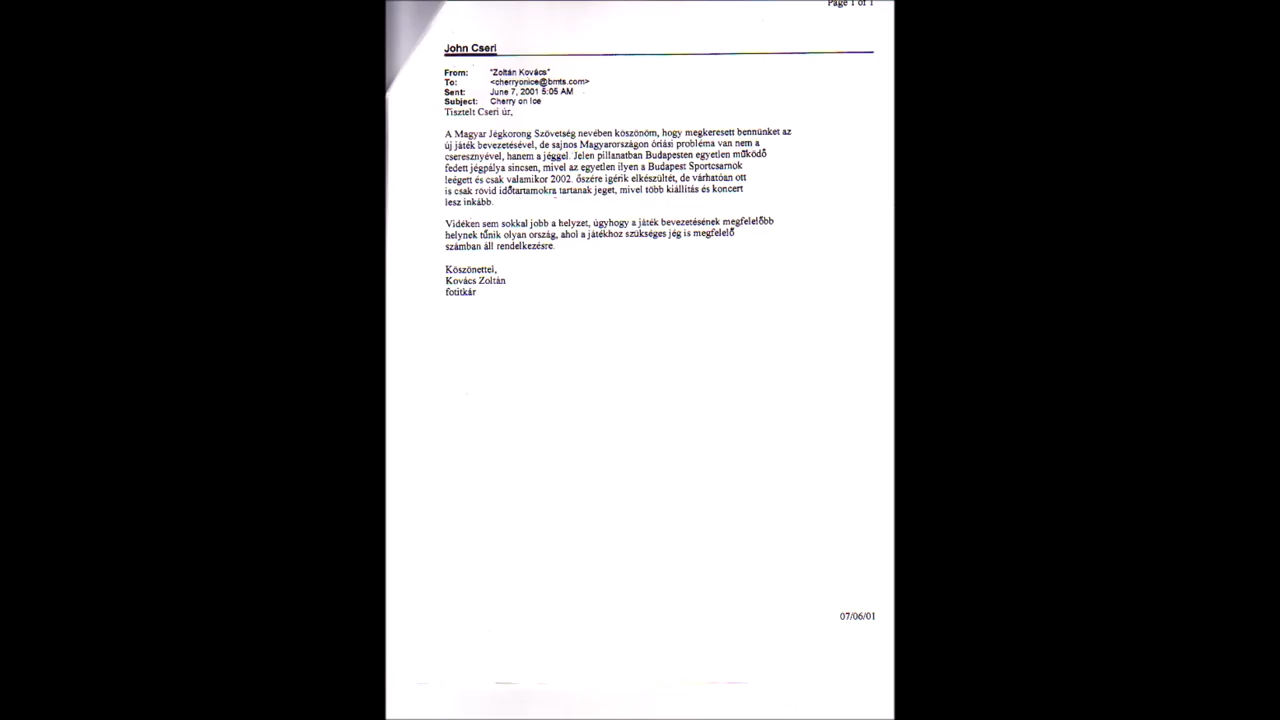 Page 1 of 1
John Cseri
From: "Zoltán Kovács"
To: <cherryonice@bmts.com>
Sent: June 7, 2001 5:05 AM
Subject: Cherry on Ice
Tisztelt Cseri úr,
A Magyar Jégkorong Szövetség nevében köszönöm, hogy megkeresett bennünket az
új játék bevezetésével, de sajnos Magyarországon óriási probléma van nem a
cseresznyével, hanem a jéggel. Jelen pillanatban Budapesten egyetlen működő
fedett jégpálya sincsen, mivel az egyetlen ilyen a Budapest Sportcsarnok
leégett és csak valamikor 2002. őszére igérik elkészültét, de várhatóan ott
is csak rövid időtartamokra tartanak jeget, mivel több kiállítás és koncert
lesz inkább.
Vidéken sem sokkal jobb a helyzet, úgyhogy a játék bevezetésének megfelelőbb
helynek tűnik olyan ország, ahol a játékhoz szükséges jég is megfelelő
számban áll rendelkezésre.
Köszönettel,
Kovács Zoltán
fotitkár
07/06/01